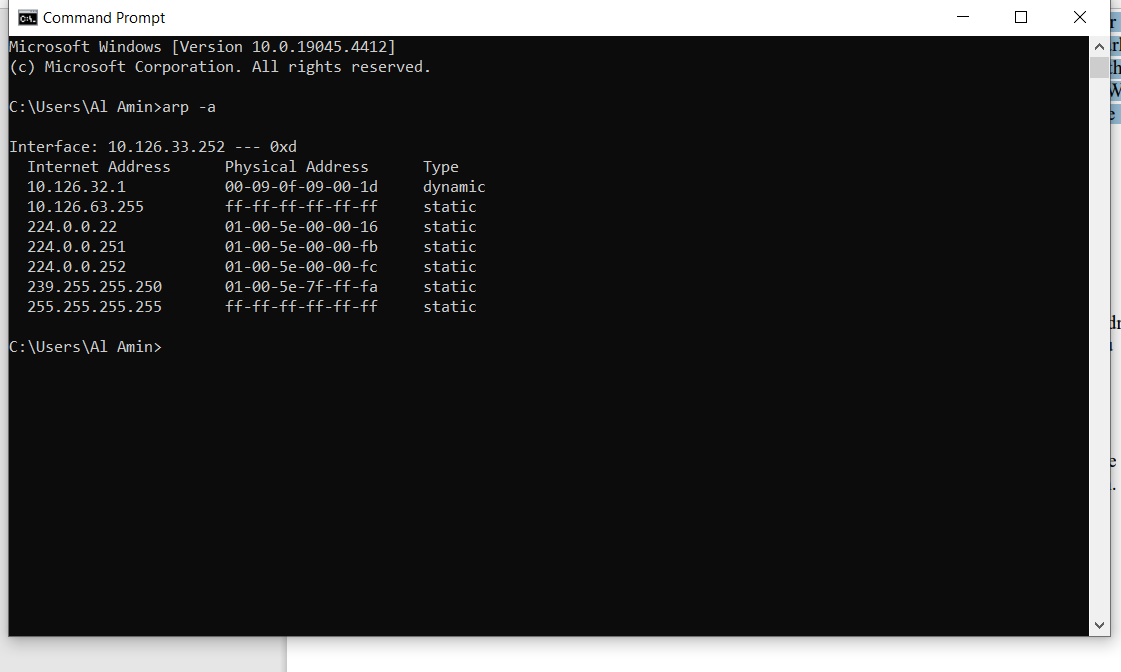 Command Prompt
Microsoft Windows [Version 10.0.19045.4412]
(c) Microsoft Corporation. All rights reserved.
C:\Users\Al Amin>arp -a
Interface: 10.126.33.252 --- 0xd
Internet Address Physical Address Type
10.126.32.1 00-09-0f-09-00-1d dynamic
10.126.63.255 ff-ff-ff-ff-ff-ff static
224.0.0.22 01-00-5e-00-00-16 static
224.0.0.251 01-00-5e-00-00-fb static
224.0.0.252 01-00-5e-00-00-fc static
239.255.255.250 01-00-5e-7f-ff-fa static
255.255.255.255 ff-ff-ff-ff-ff-ff static
C:\Users\Al Amin>